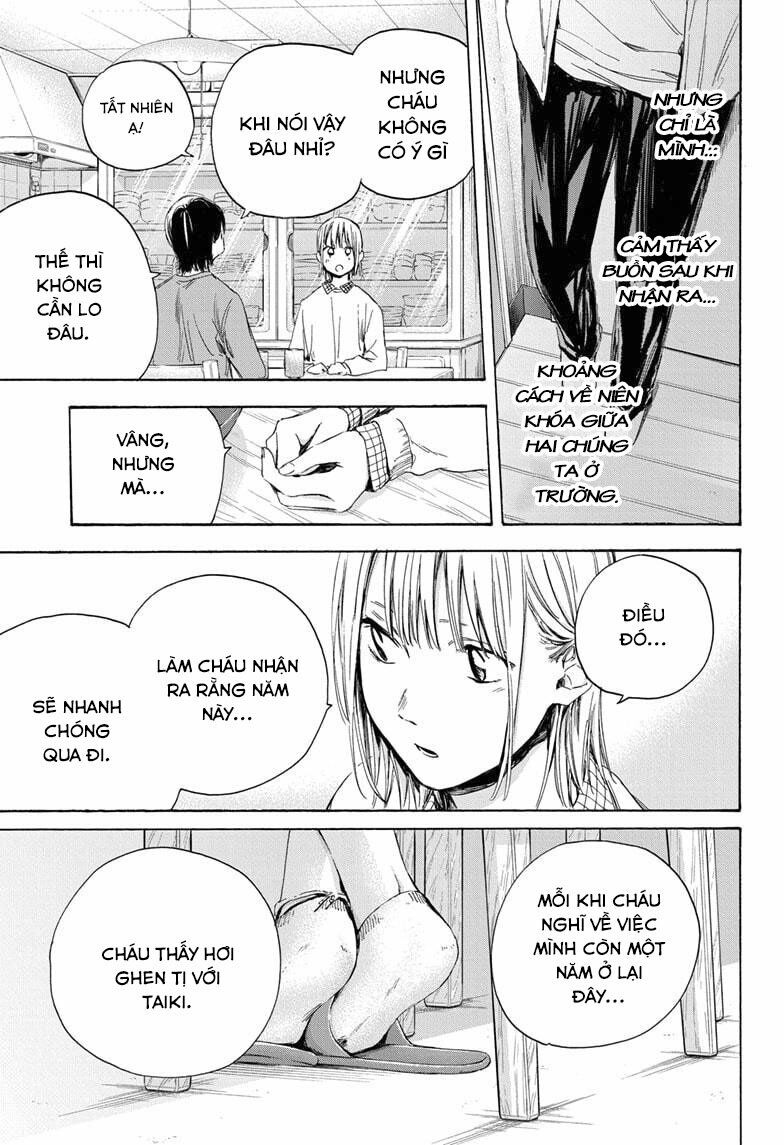 NHƯNG
CHỈ LÀ
MÌNH...
CẢM THẤY
BUỒN SAU KHI
NHẬN RA...
KHOẢNG
CÁCH VỀ NIÊN
KHÓA GIỮA
HAI CHÚNG
TA Ở
TRƯỜNG.
NHƯNG
CHÁU
KHÔNG
CÓ Ý GÌ
KHI NÓI VẬY
ĐÂU NHỈ?
TẤT NHIÊN
Ạ!
THẾ THÌ
KHÔNG
CẦN LO
ĐÂU.
VÂNG,
NHƯNG
MÀ...
ĐIỀU
ĐÓ...
LÀM CHÁU NHẬN
RA RẰNG NĂM
NÀY...
SẼ NHANH
CHÓNG
QUA ĐI.
MỖI KHI CHÁU
NGHĨ VỀ VIỆC
MÌNH CÒN MỘT
NĂM Ở LẠI
ĐÂY...
CHÁU THẤY HƠI
GHEN TỊ VỚI
TAIKI.